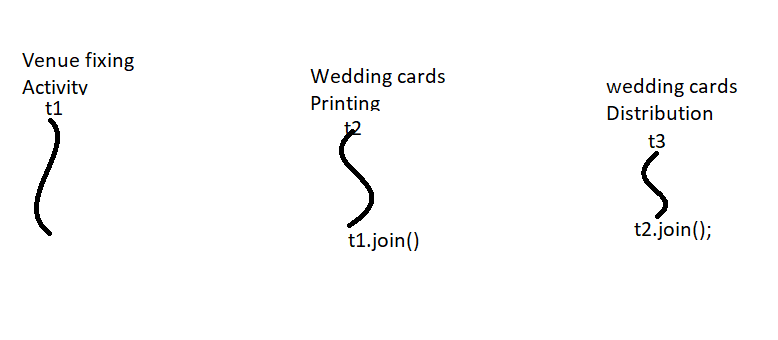 Venue fixing
Activity
t1
Wedding cards
Printing
t2
t1.join()
wedding cards
Distribution
t3
t2.join();